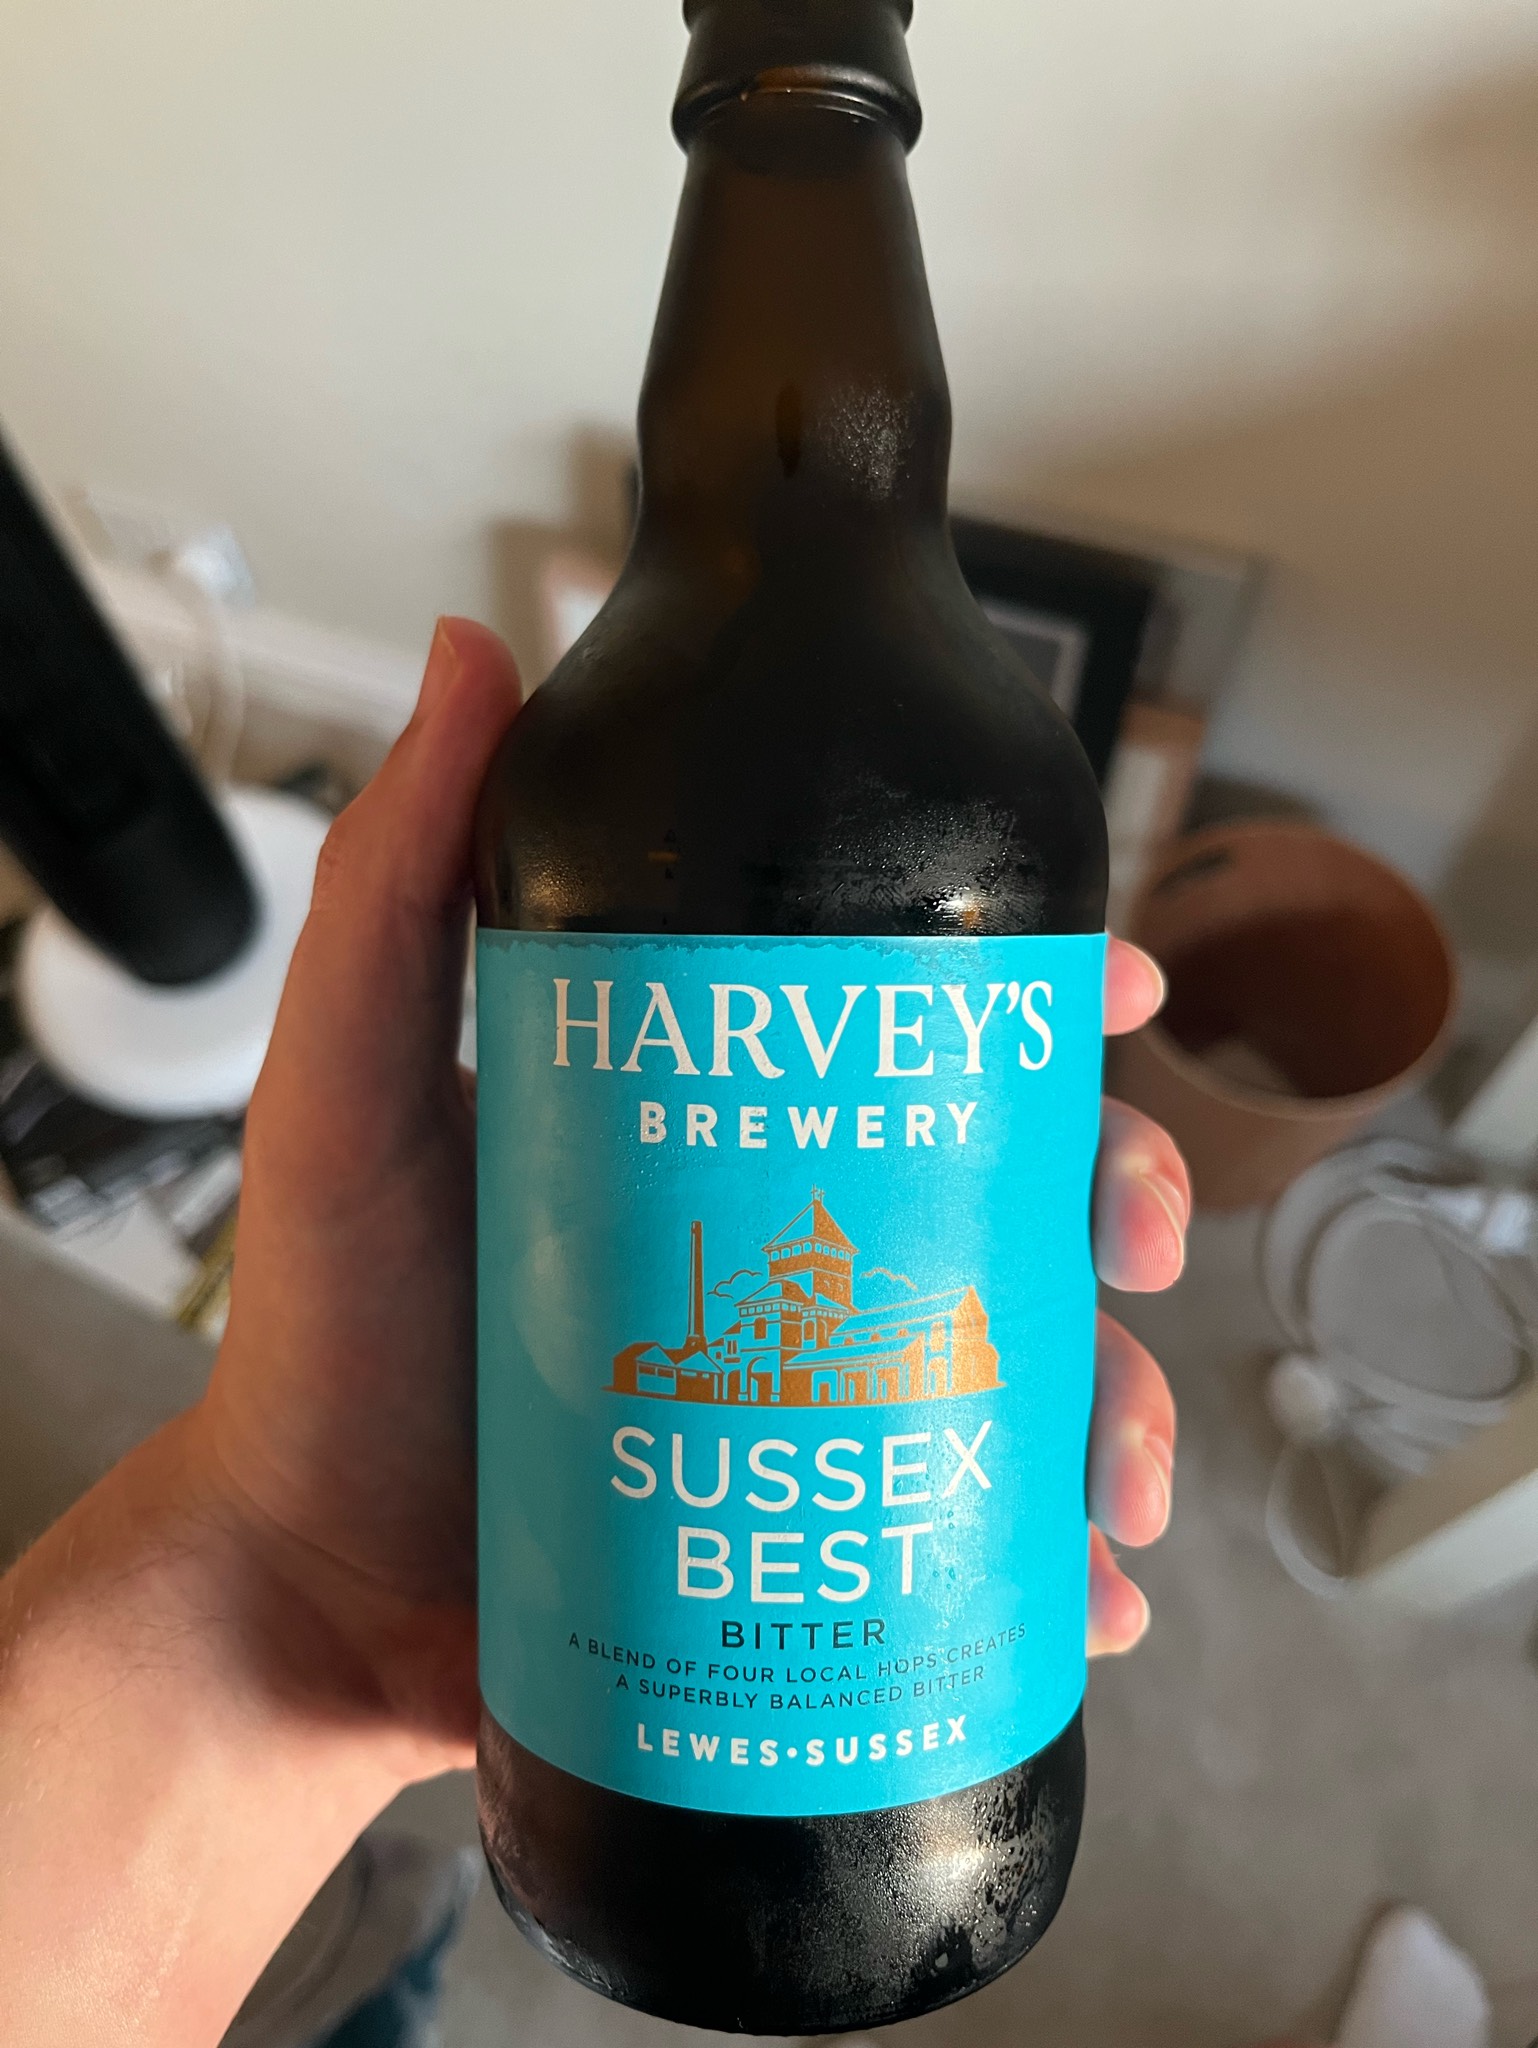 HARVEY'S
BREWERY
SUSSEX
BEST
BITTER
A BLEND OF FOUR LOCAL HOPS CREATES
A SUPERBLY BALANCED BITTER
LEWES•SUSSEX